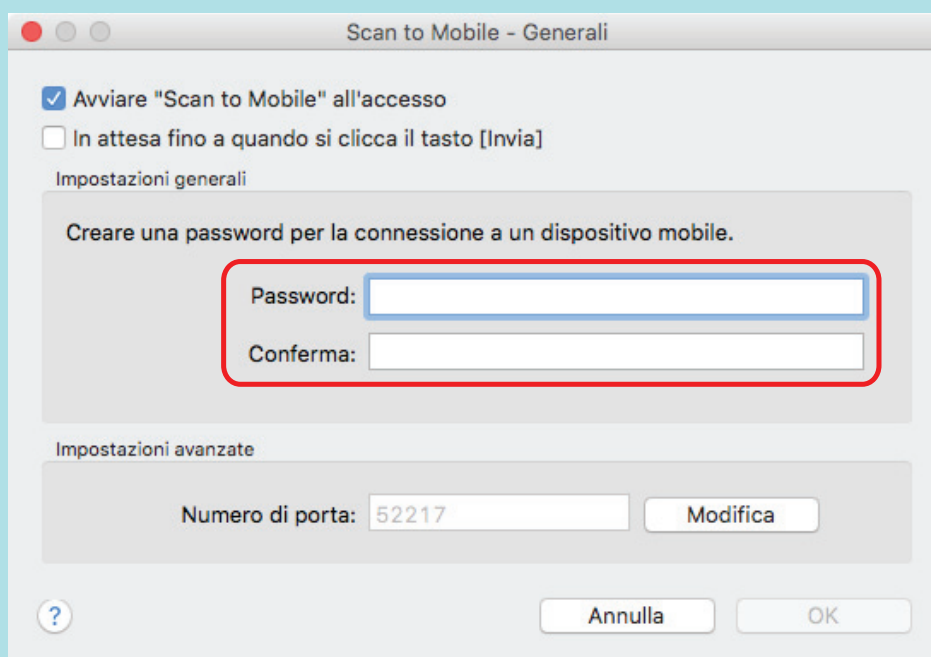 Scan to Mobile - Generali
Avviare "Scan to Mobile" all'accesso
In attesa fino a quando si clicca il tasto [Invia]
Impostazioni generali
Creare una password per la connessione a un dispositivo mobile.
Password:
Conferma:
Impostazioni avanzate
Numero di porta: 52217 Modifica
? Annulla OK